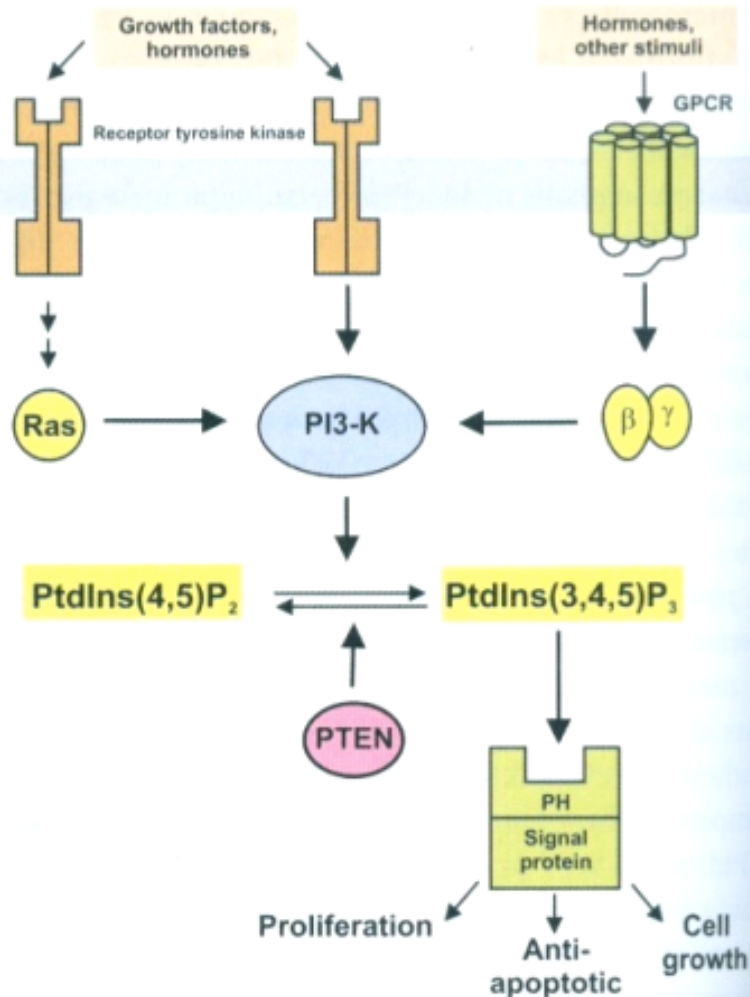 Growth factors,
hormones
Hormones,
other stimuli
GPCR
Receptor tyrosine kinase
Ras
PI3-K
β γ
PtdIns(4,5)P₂
PtdIns(3,4,5)P₃
PTEN
PH
Signal
protein
Proliferation
Anti-
apoptotic
Cell
growth